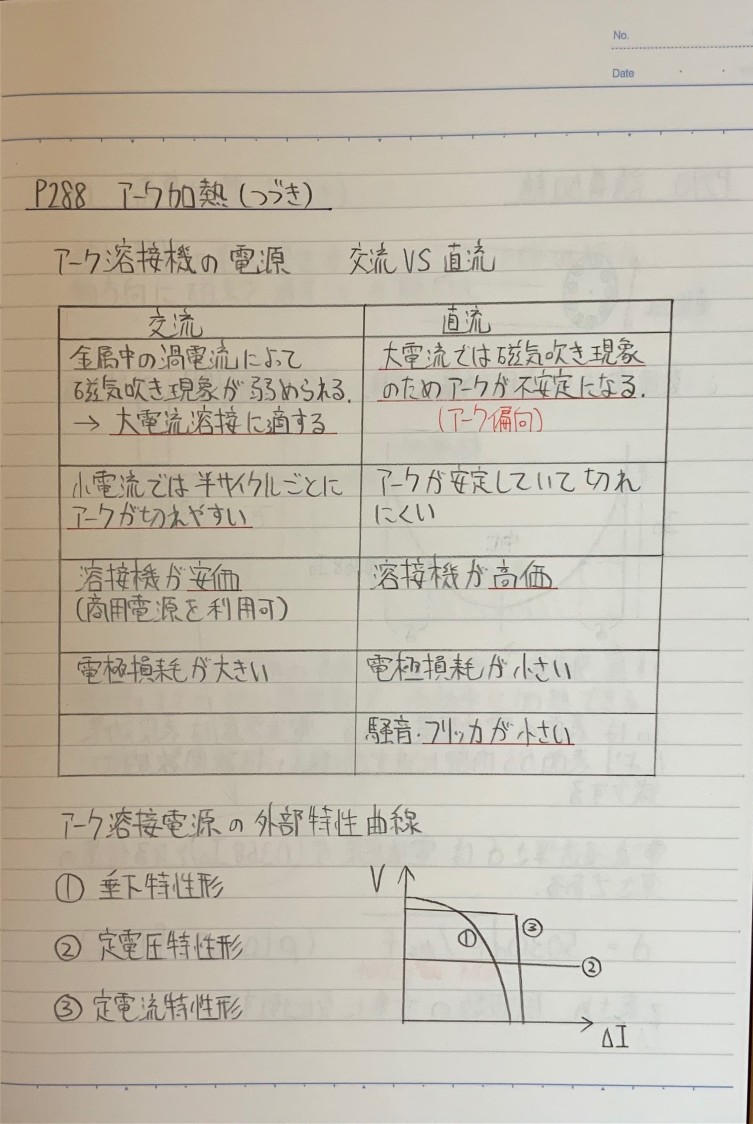 No.
Date
P288 アーク加熱(つづき)
アーク溶接機の電源 交流 VS 直流
交流 直流
金属中の渦電流によって
磁気吹き現象が弱められる.
→ 大電流溶接に適する
大電流では磁気吹き現象
のためアークが不安定になる.
(アーク偏向)
小電流では半サイクルごとに
アークが切れやすい
アークが安定していて切れ
にくい
溶接機が安価
(商用電源を利用可)
溶接機が高価
電極損耗が大きい
電極損耗が小さい
騒音・フリッカが小さい
アーク溶接電源の外部特性曲線
① 垂下特性形
② 定電圧特性形
③ 定電流特性形
V
①
③
②
ΔI